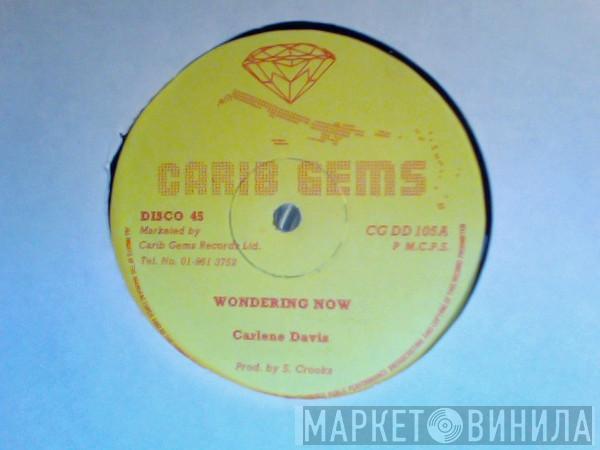 CARIB GEMS
DISCO 45
Marketed by
Carib Gems Records Ltd.
Tel. No. 01-961 3752
CG DD 105A
P M.C.P.S.
WONDERING NOW
Carlene Davis
Prod. by S. Crooks
МАРКЕТ ВИНИЛА